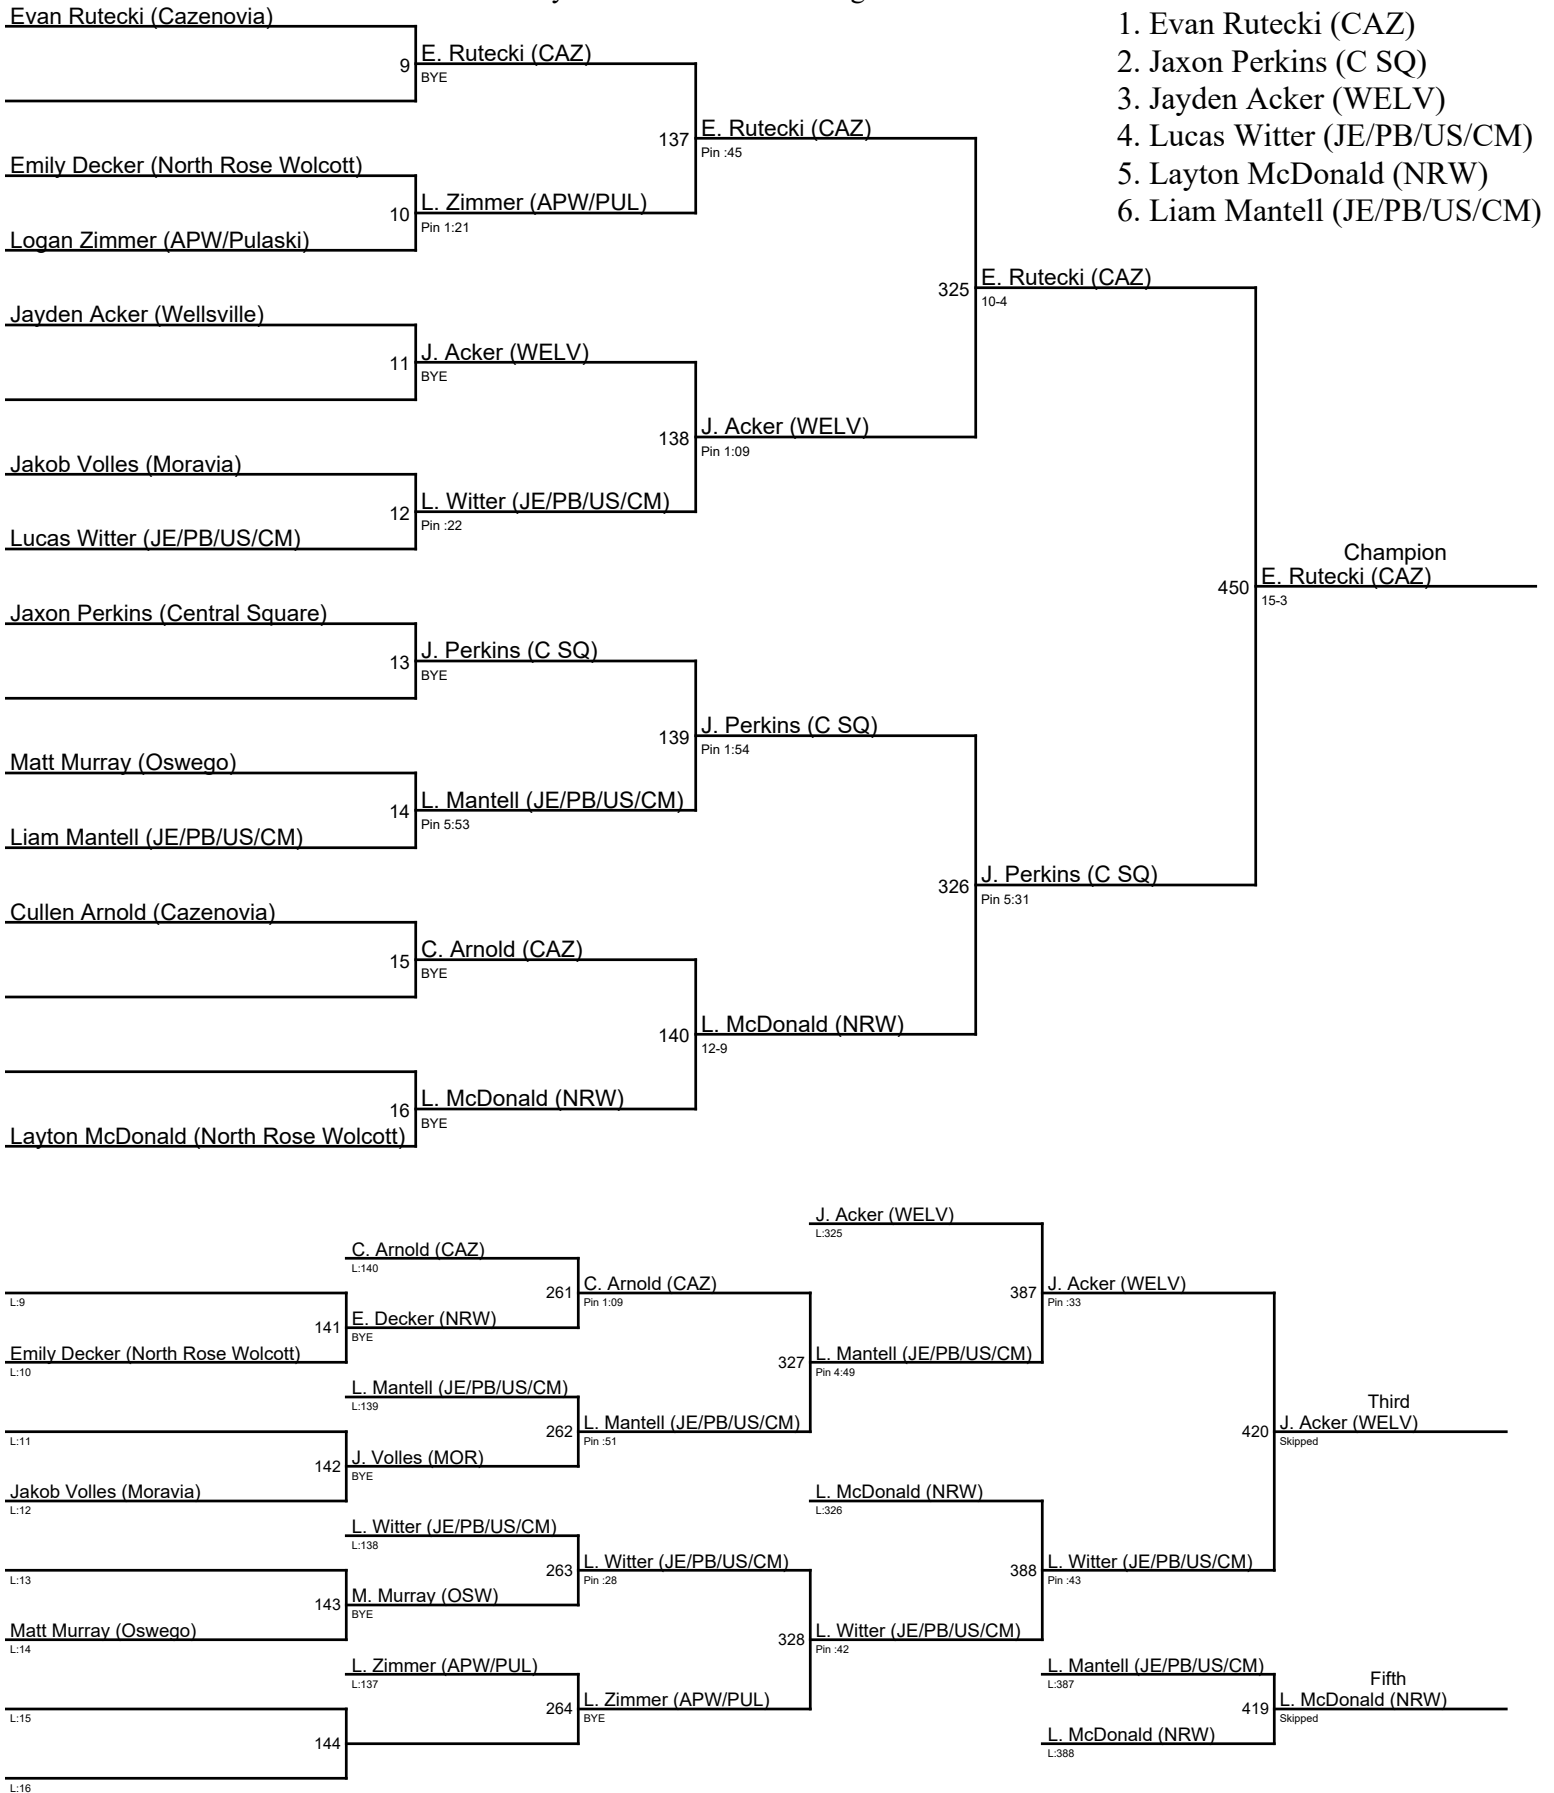 Evan Rutecki (Cazenovia)
9
E. Rutecki (CAZ)
BYE
137
E. Rutecki (CAZ)
Pin :45
Emily Decker (North Rose Wolcott)
10
L. Zimmer (APW/PUL)
Pin 1:21
Logan Zimmer (APW/Pulaski)
325
E. Rutecki (CAZ)
10-4
Jayden Acker (Wellsville)
11
J. Acker (WELV)
BYE
138
J. Acker (WELV)
Pin 1:09
Jakob Volles (Moravia)
12
L. Witter (JE/PB/US/CM)
Pin :22
Lucas Witter (JE/PB/US/CM)
Champion
450
E. Rutecki (CAZ)
15-3
Jaxon Perkins (Central Square)
13
J. Perkins (C SQ)
BYE
139
J. Perkins (C SQ)
Pin 1:54
Matt Murray (Oswego)
14
L. Mantell (JE/PB/US/CM)
Pin 5:53
Liam Mantell (JE/PB/US/CM)
326
J. Perkins (C SQ)
Pin 5:31
Cullen Arnold (Cazenovia)
15
C. Arnold (CAZ)
BYE
140
L. McDonald (NRW)
12-9
16
L. McDonald (NRW)
BYE
Layton McDonald (North Rose Wolcott)
1. Evan Rutecki (CAZ)
2. Jaxon Perkins (C SQ)
3. Jayden Acker (WELV)
4. Lucas Witter (JE/PB/US/CM)
5. Layton McDonald (NRW)
6. Liam Mantell (JE/PB/US/CM)
J. Acker (WELV)
L:325
C. Arnold (CAZ)
L:140
261
C. Arnold (CAZ)
Pin 1:09
387
J. Acker (WELV)
Pin :33
L:9
141
E. Decker (NRW)
BYE
Emily Decker (North Rose Wolcott)
L:10
327
L. Mantell (JE/PB/US/CM)
Pin 4:49
L. Mantell (JE/PB/US/CM)
L:139
262
L. Mantell (JE/PB/US/CM)
Pin :51
Third
420
J. Acker (WELV)
Skipped
L:11
142
J. Volles (MOR)
BYE
Jakob Volles (Moravia)
L:12
L. McDonald (NRW)
L:326
L. Witter (JE/PB/US/CM)
L:138
263
L. Witter (JE/PB/US/CM)
Pin :28
388
L. Witter (JE/PB/US/CM)
Pin :43
L:13
143
M. Murray (OSW)
BYE
Matt Murray (Oswego)
L:14
328
L. Witter (JE/PB/US/CM)
Pin :42
L. Zimmer (APW/PUL)
L:137
264
L. Zimmer (APW/PUL)
BYE
L. Mantell (JE/PB/US/CM)
L:387
Fifth
419
L. McDonald (NRW)
Skipped
L. McDonald (NRW)
L:388
L:15
144
L:16